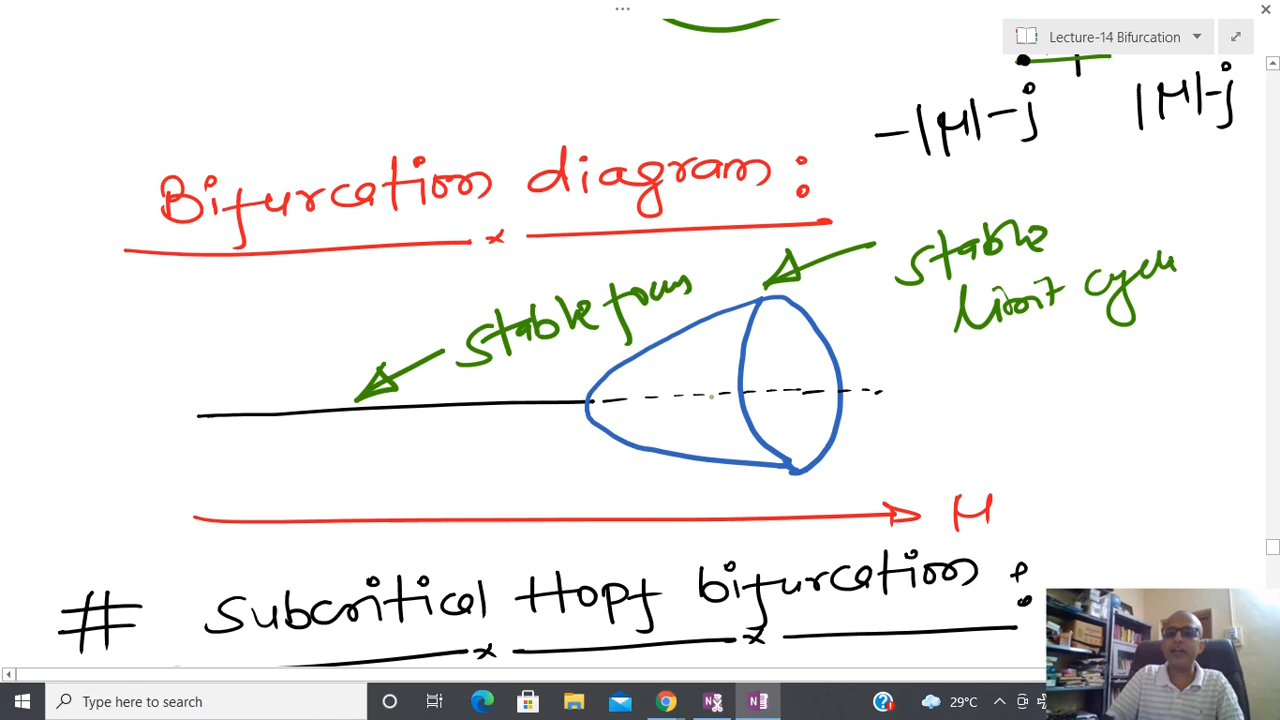 Lecture-14 Bifurcation
-|μ|-j
|μ|-j
Bifurcation diagram:
stable focus
stable
limit cycle
μ
# Subcritical Hopf bifurcation:
Type here to search
29°C